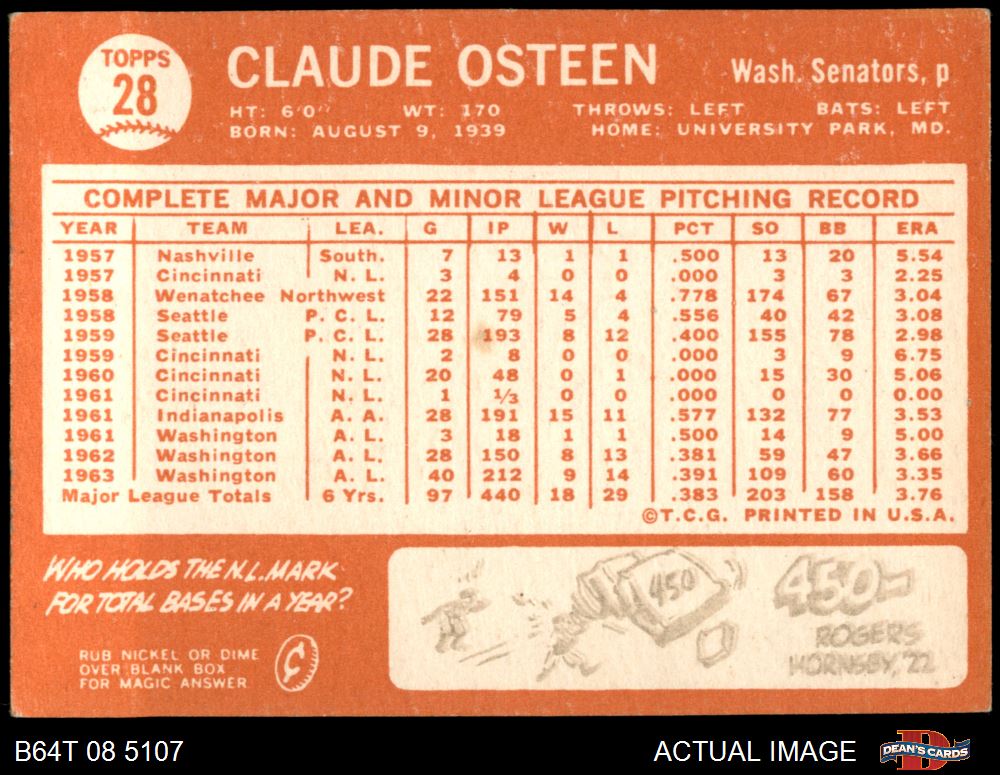 TOPPS
28
CLAUDE OSTEEN
Wash. Senators, p
HT: 6'0" WT: 170 THROWS: LEFT BATS: LEFT
BORN: AUGUST 9, 1939 HOME: UNIVERSITY PARK, MD.
COMPLETE MAJOR AND MINOR LEAGUE PITCHING RECORD
YEAR TEAM LEA. G IP W L PCT SO BB ERA
1957 Nashville South. 7 13 1 1 .500 13 20 5.54
1957 Cincinnati N. L. 3 4 0 0 .000 3 3 2.25
1958 Wenatchee Northwest 22 151 14 4 .778 174 67 3.04
1958 Seattle P. C. L. 12 79 5 4 .556 40 42 3.08
1959 Seattle P. C. L. 28 193 8 12 .400 155 78 2.98
1959 Cincinnati N. L. 2 8 0 0 .000 3 9 6.75
1960 Cincinnati N. L. 20 48 0 1 .000 15 30 5.06
1961 Cincinnati N. L. 1 1/3 0 0 .000 0 0 0.00
1961 Indianapolis A. A. 28 191 15 11 .577 132 77 3.53
1961 Washington A. L. 3 18 1 1 .500 14 9 5.00
1962 Washington A. L. 28 150 8 13 .381 59 47 3.66
1963 Washington A. L. 40 212 9 14 .391 109 60 3.35
Major League Totals 6 Yrs. 97 440 18 29 .383 203 158 3.76
©T.C.G. PRINTED IN U.S.A.
WHO HOLDS THE N.L. MARK
FOR TOTAL BASES IN A YEAR?
RUB NICKEL OR DIME
OVER BLANK BOX
FOR MAGIC ANSWER
¢
450
450-
ROGERS
HORNSBY, '22
B64T 08 5107
ACTUAL IMAGE
D
DEAN'S CARDS